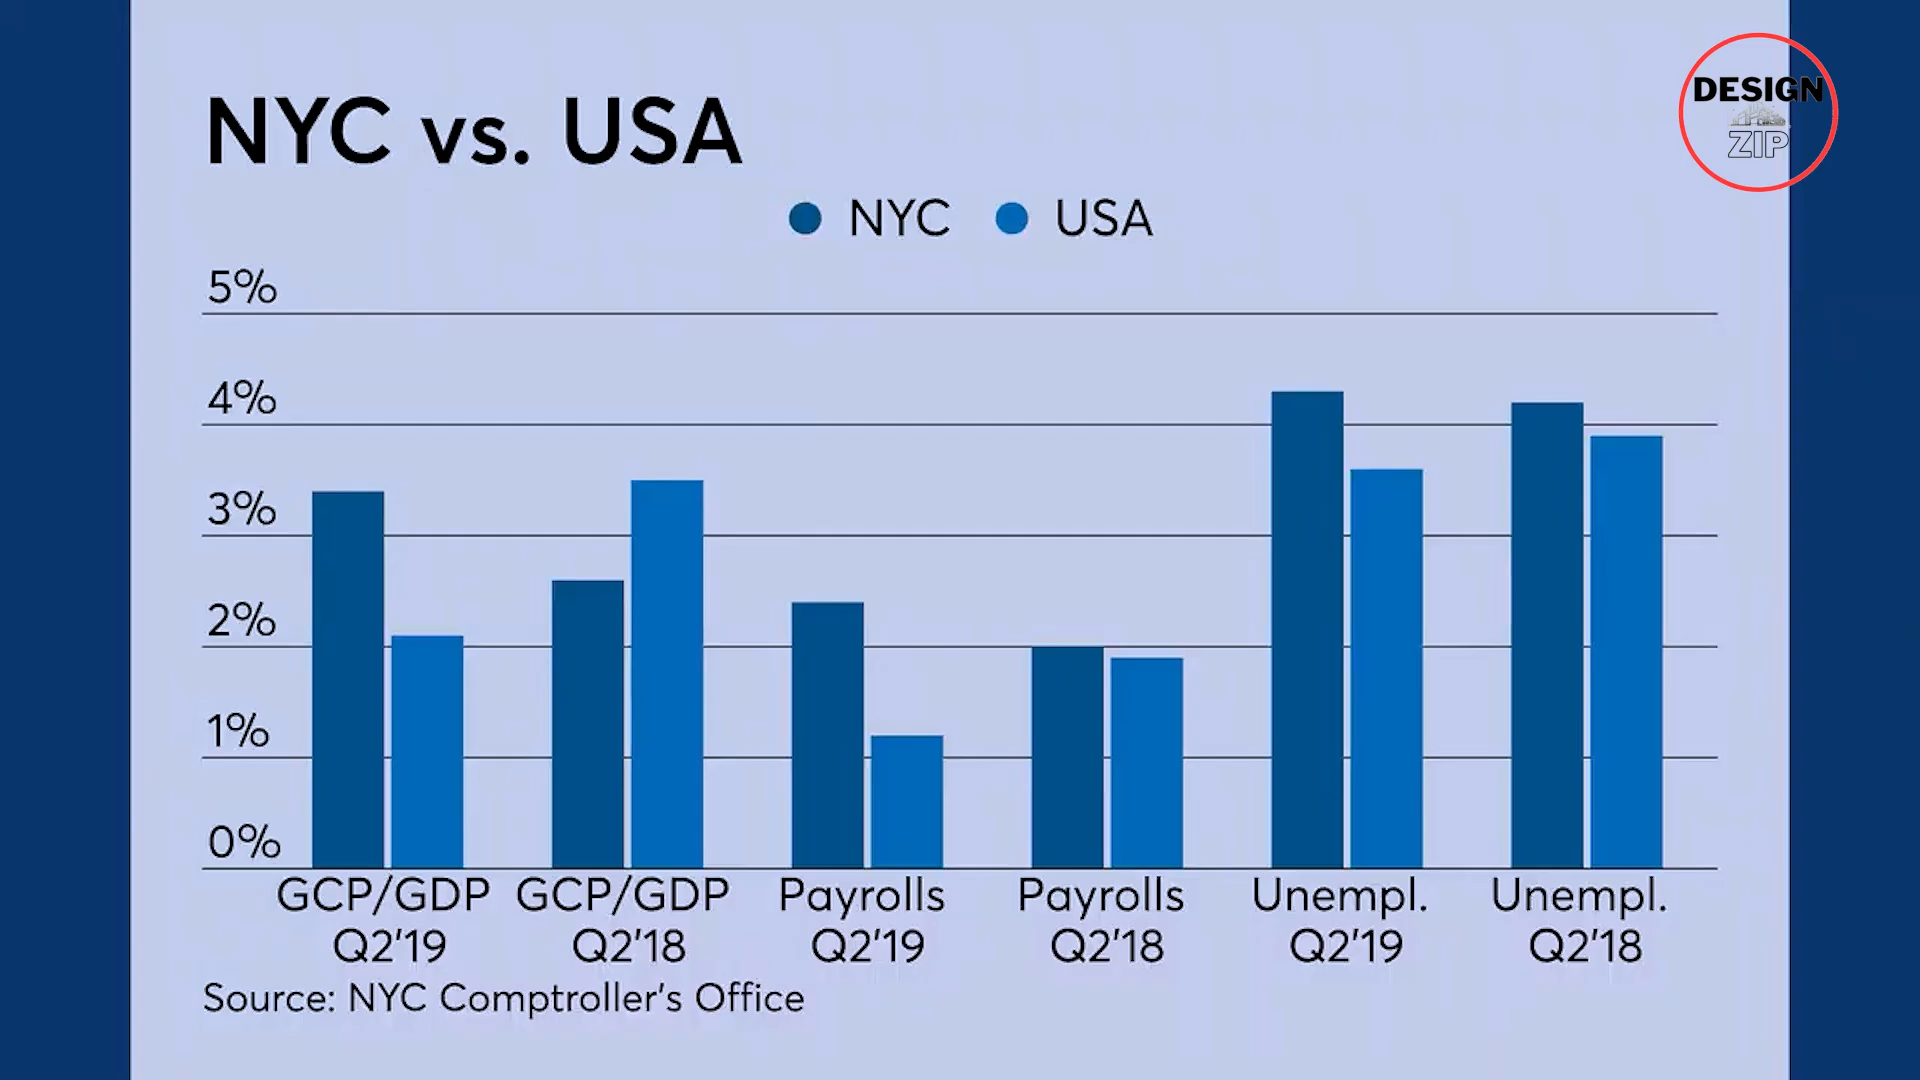 NYC vs. USA
DESIGN
ZIP
NYC USA
5%
4%
3%
2%
1%
0%
GCP/GDP Q2'19
GCP/GDP Q2'18
Payrolls Q2'19
Payrolls Q2'18
Unempl. Q2'19
Unempl. Q2'18
Source: NYC Comptroller's Office